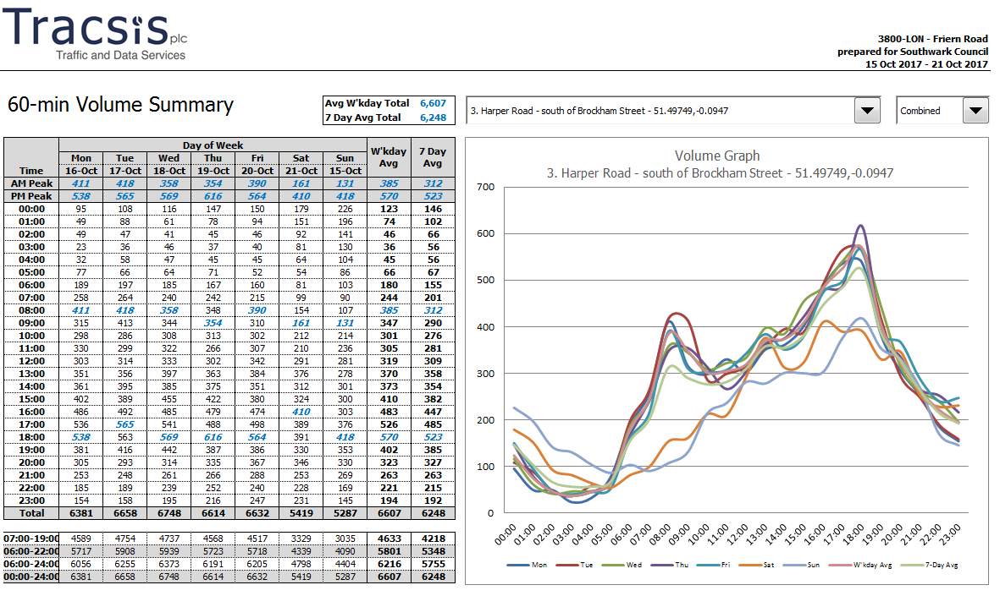 Tracsis plc
Traffic and Data Services
3800-LON - Friern Road
prepared for Southwark Council
15 Oct 2017 - 21 Oct 2017
60-min Volume Summary
Avg W'kday Total 6,607
7 Day Avg Total 6,248
3. Harper Road - south of Brockham Street - 51.49749,-0.0947
Combined
Day of Week
Time Mon Tue Wed Thu Fri Sat Sun W'kday Avg 7 Day Avg
16-Oct 17-Oct 18-Oct 19-Oct 20-Oct 21-Oct 15-Oct
AM Peak 411 418 358 354 390 161 131 385 312
PM Peak 538 565 569 616 564 410 418 570 523
00:00 95 108 116 147 150 179 226 123 146
01:00 49 88 61 78 94 151 196 74 102
02:00 49 47 41 45 46 92 141 46 66
03:00 23 36 46 37 40 81 130 36 56
04:00 32 58 47 45 45 64 104 45 56
05:00 77 66 64 71 52 54 86 66 67
06:00 189 197 185 167 160 81 103 180 155
07:00 258 264 240 242 215 99 90 244 201
08:00 411 418 358 348 390 154 107 385 312
09:00 315 413 344 354 310 161 131 347 290
10:00 298 286 308 313 302 212 214 301 276
11:00 330 299 322 266 307 210 236 305 281
12:00 303 314 333 302 342 291 281 319 309
13:00 351 356 397 363 384 376 278 370 358
14:00 361 395 385 375 351 312 301 373 354
15:00 402 389 455 422 380 324 300 410 382
16:00 486 492 485 479 474 410 303 483 447
17:00 536 565 541 488 498 389 376 526 485
18:00 538 563 569 616 564 391 418 570 523
19:00 381 416 442 387 386 330 353 402 385
20:00 305 293 314 335 367 346 330 323 327
21:00 253 248 261 266 288 253 269 263 263
22:00 185 189 239 252 240 228 169 221 215
23:00 154 158 195 216 247 231 145 194 192
Total 6381 6658 6748 6614 6632 5419 5287 6607 6248
07:00-19:00 4589 4754 4737 4568 4517 3329 3035 4633 4218
06:00-22:00 5717 5908 5939 5723 5718 4339 4090 5801 5348
06:00-24:00 6056 6255 6373 6191 6205 4798 4404 6216 5755
00:00-24:00 6381 6658 6748 6614 6632 5419 5287 6607 6248
Volume Graph
3. Harper Road - south of Brockham Street - 51.49749,-0.0947
700
600
500
400
300
200
100
0
00:00 01:00 02:00 03:00 04:00 05:00 06:00 07:00 08:00 09:00 10:00 11:00 12:00 13:00 14:00 15:00 16:00 17:00 18:00 19:00 20:00 21:00 22:00 23:00
Mon Tue Wed Thu Fri Sat Sun W'kday Avg 7-Day Avg